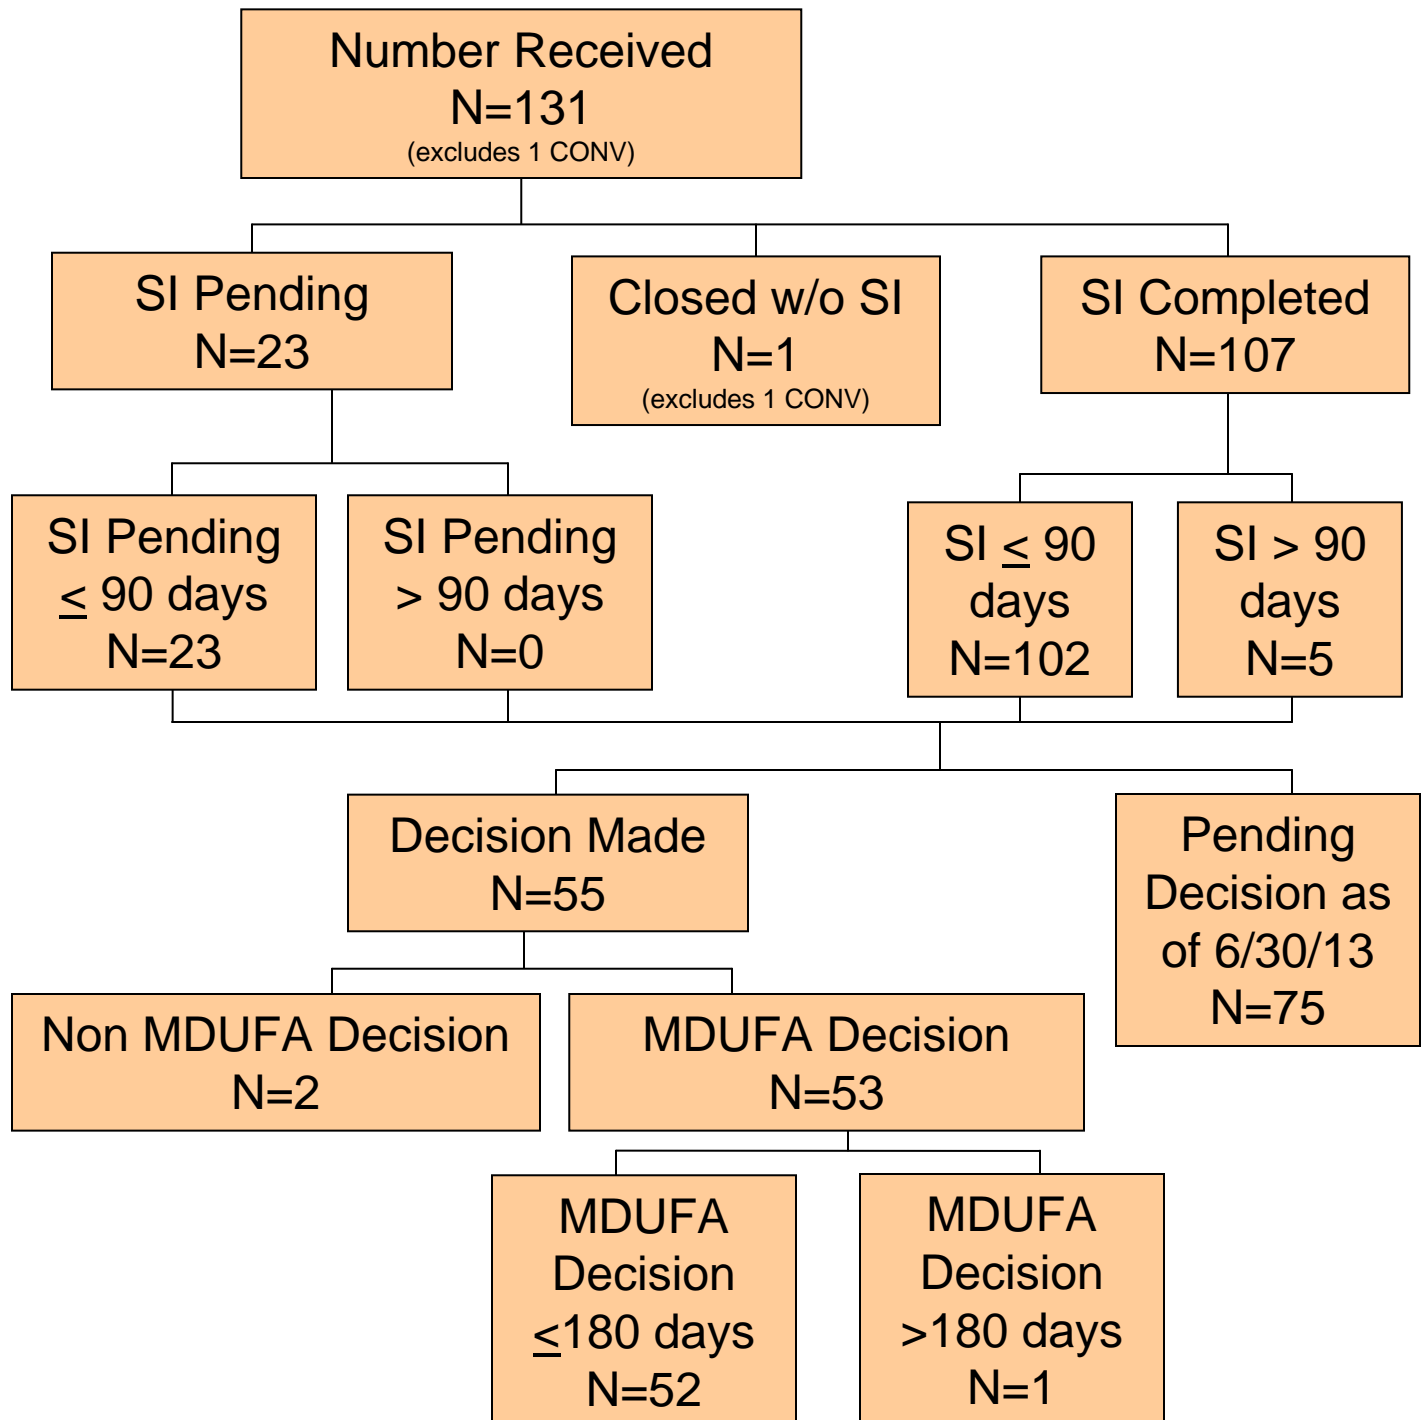 Number Received
N=131
(excludes 1 CONV)
SI Pending
N=23
Closed w/o SI
N=1
(excludes 1 CONV)
SI Completed
N=107
SI Pending
≤ 90 days
N=23
SI Pending
> 90 days
N=0
SI ≤ 90
days
N=102
SI > 90
days
N=5
Decision Made
N=55
Pending
Decision as
of 6/30/13
N=75
Non MDUFA Decision
N=2
MDUFA Decision
N=53
MDUFA
Decision
≤180 days
N=52
MDUFA
Decision
>180 days
N=1